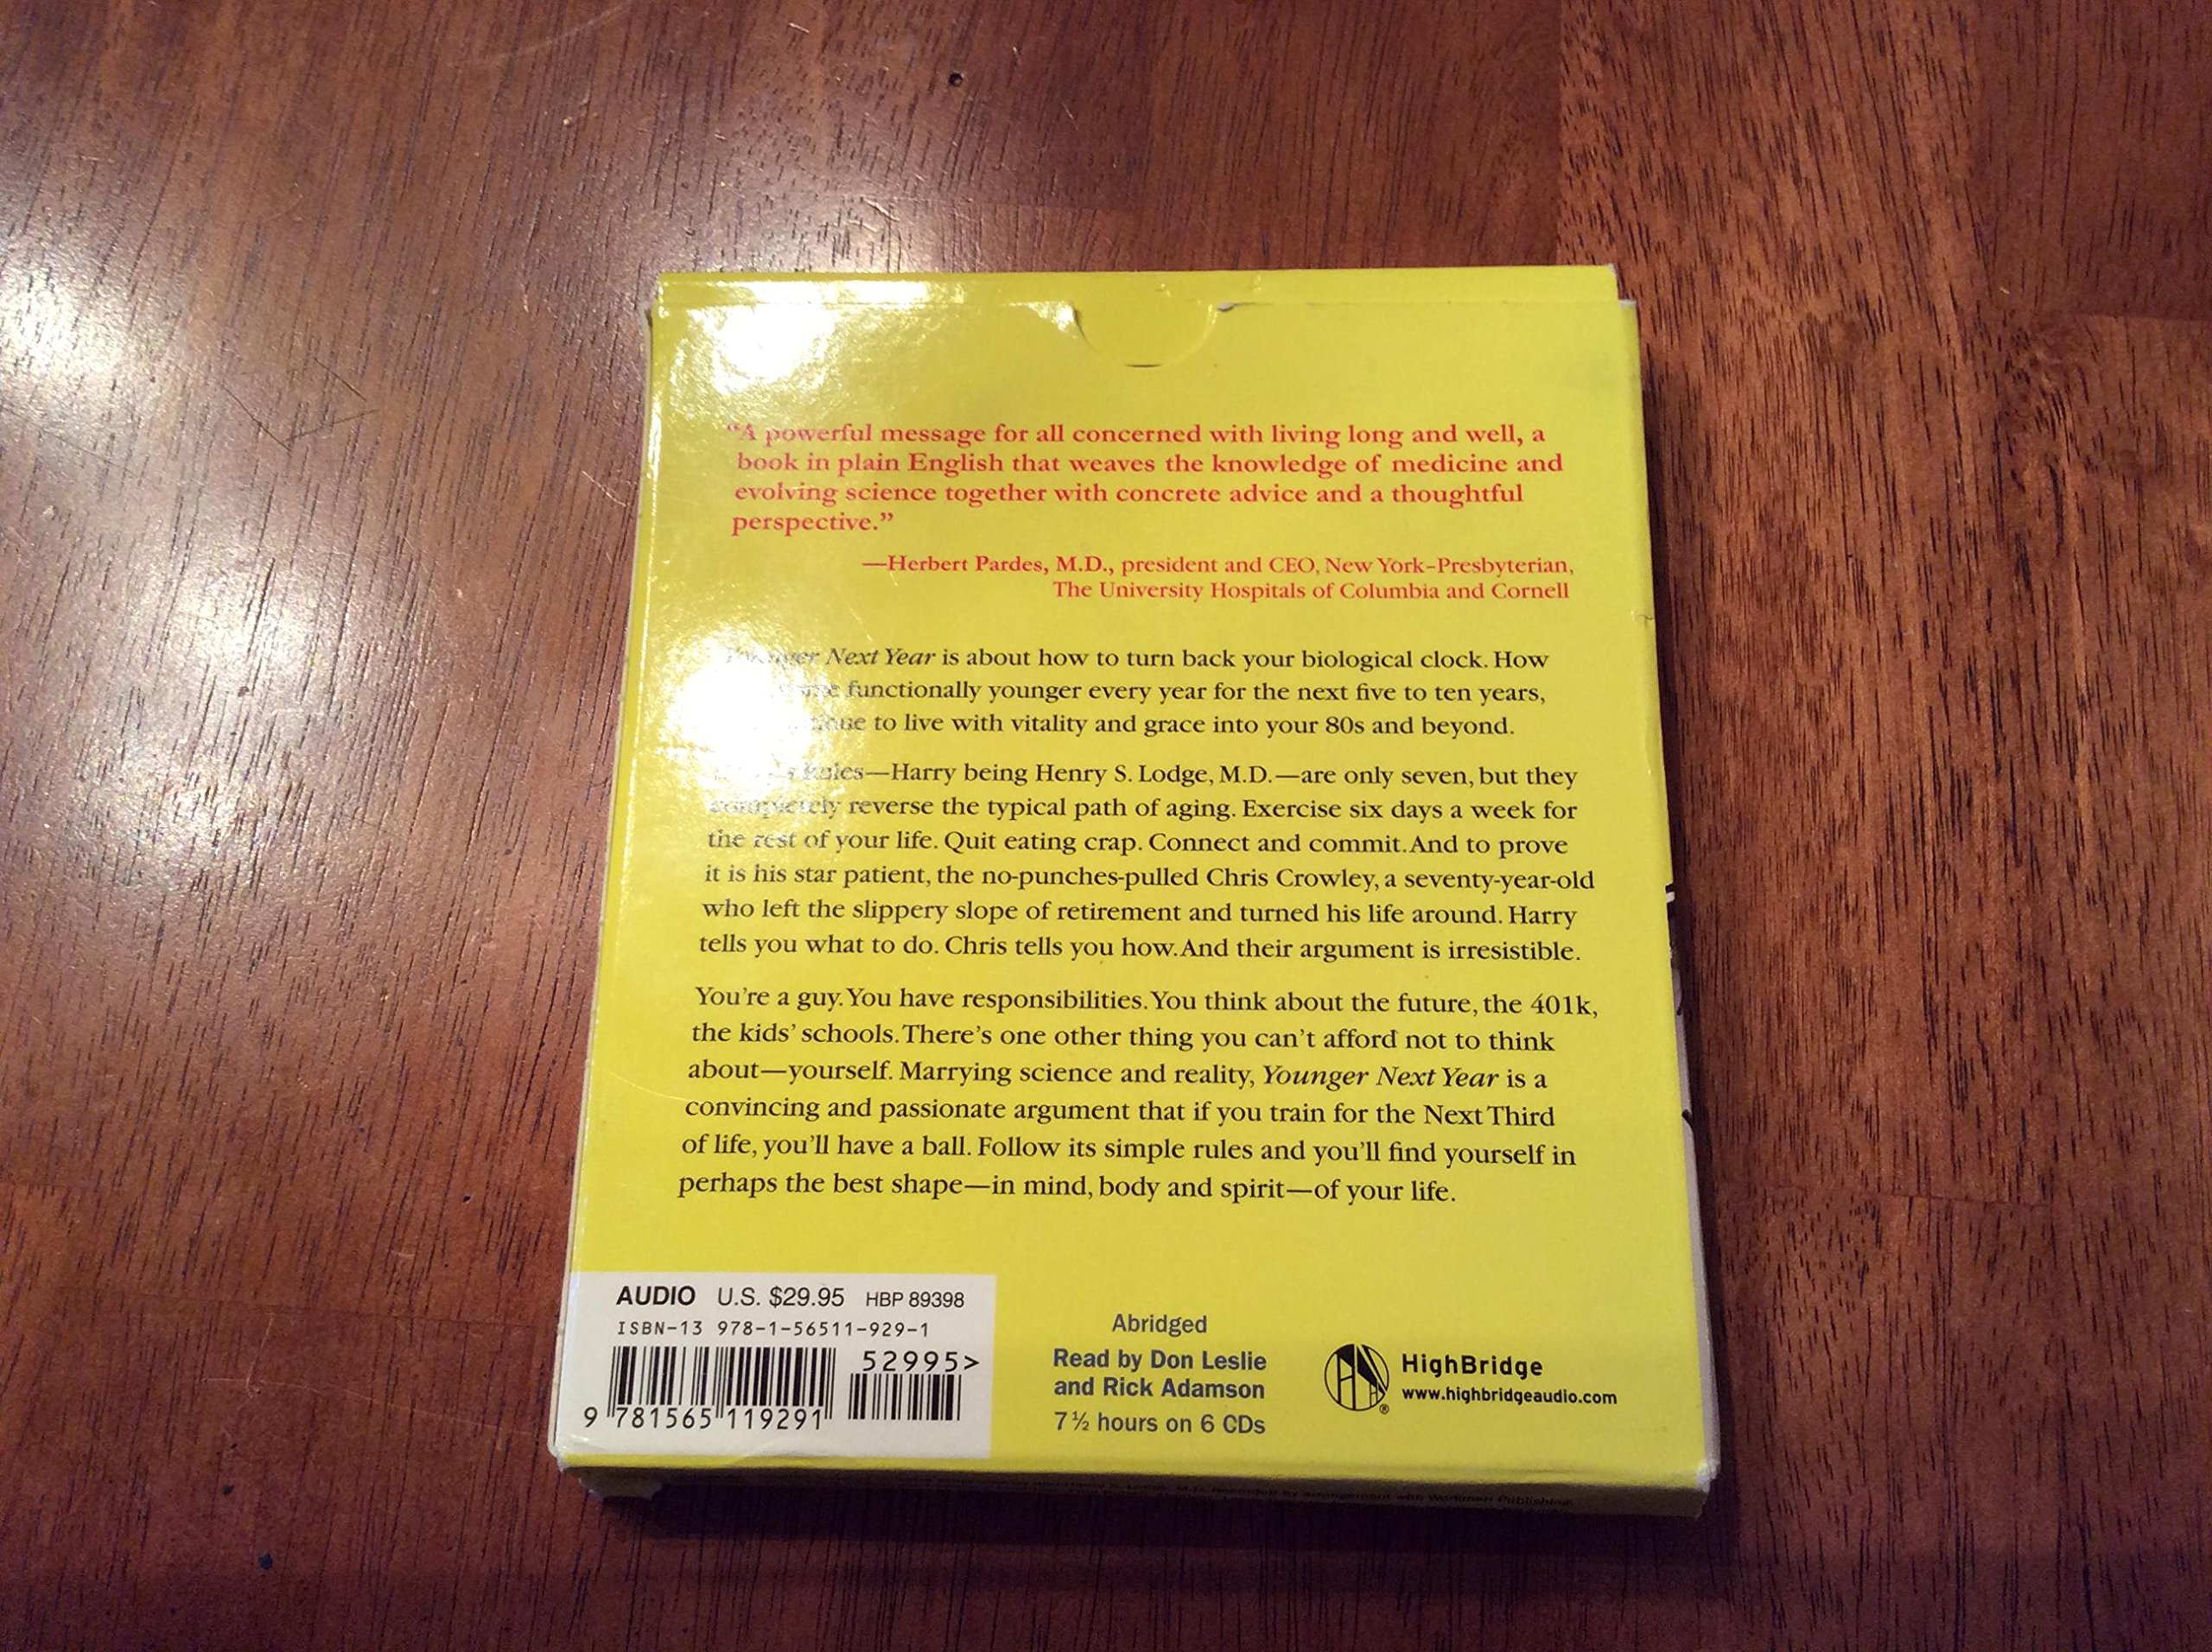 “A powerful message for all concerned with living long and well, a
book in plain English that weaves the knowledge of medicine and
evolving science together with concrete advice and a thoughtful
perspective.”
—Herbert Pardes, M.D., president and CEO, New York-Presbyterian,
The University Hospitals of Columbia and Cornell
Younger Next Year is about how to turn back your biological clock. How
functionally younger every year for the next five to ten years,
to live with vitality and grace into your 80s and beyond.
Rules—Harry being Henry S. Lodge, M.D.—are only seven, but they
completely reverse the typical path of aging. Exercise six days a week for
the rest of your life. Quit eating crap. Connect and commit. And to prove
it is his star patient, the no-punches-pulled Chris Crowley, a seventy-year-old
who left the slippery slope of retirement and turned his life around. Harry
tells you what to do. Chris tells you how. And their argument is irresistible.
You’re a guy. You have responsibilities. You think about the future, the 401k,
the kids’ schools. There’s one other thing you can’t afford not to think
about—yourself. Marrying science and reality, Younger Next Year is a
convincing and passionate argument that if you train for the Next Third
of life, you’ll have a ball. Follow its simple rules and you’ll find yourself in
perhaps the best shape—in mind, body and spirit—of your life.
AUDIO U.S. $29.95 HBP 89398
ISBN-13 978-1-56511-929-1
52995>
9 781565 119291
Abridged
Read by Don Leslie
and Rick Adamson
7½ hours on 6 CDs
HighBridge
www.highbridgeaudio.com
®
M.D. Recorded by arrangement with Workman Publishing.